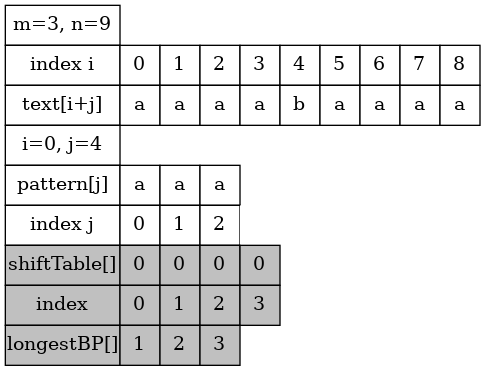 m=3, n=9
index i 0 1 2 3 4 5 6 7 8
text[i+j] a a a a b a a a a
i=0, j=4
pattern[j] a a a
index j 0 1 2
shiftTable[] 0 0 0 0
index 0 1 2 3
longestBP[] 1 2 3